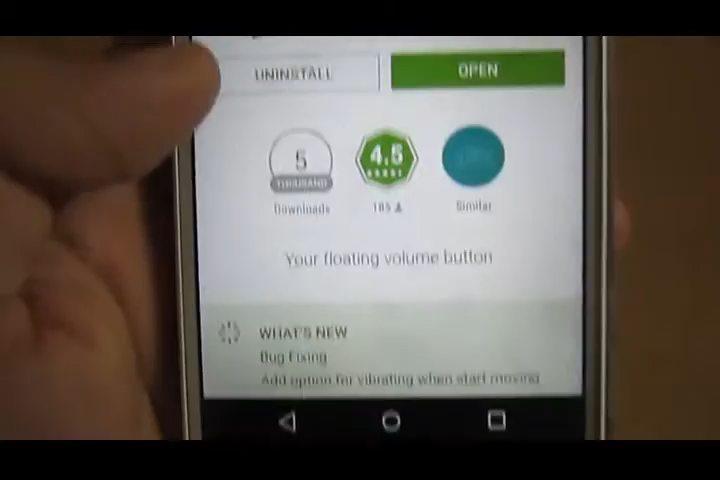 UNINSTALL OPEN
5 4.5
THOUSAND
Downloads 185 Similar
Your floating volume button
WHAT'S NEW
Bug Fixing
Add option for vibrating when start moving